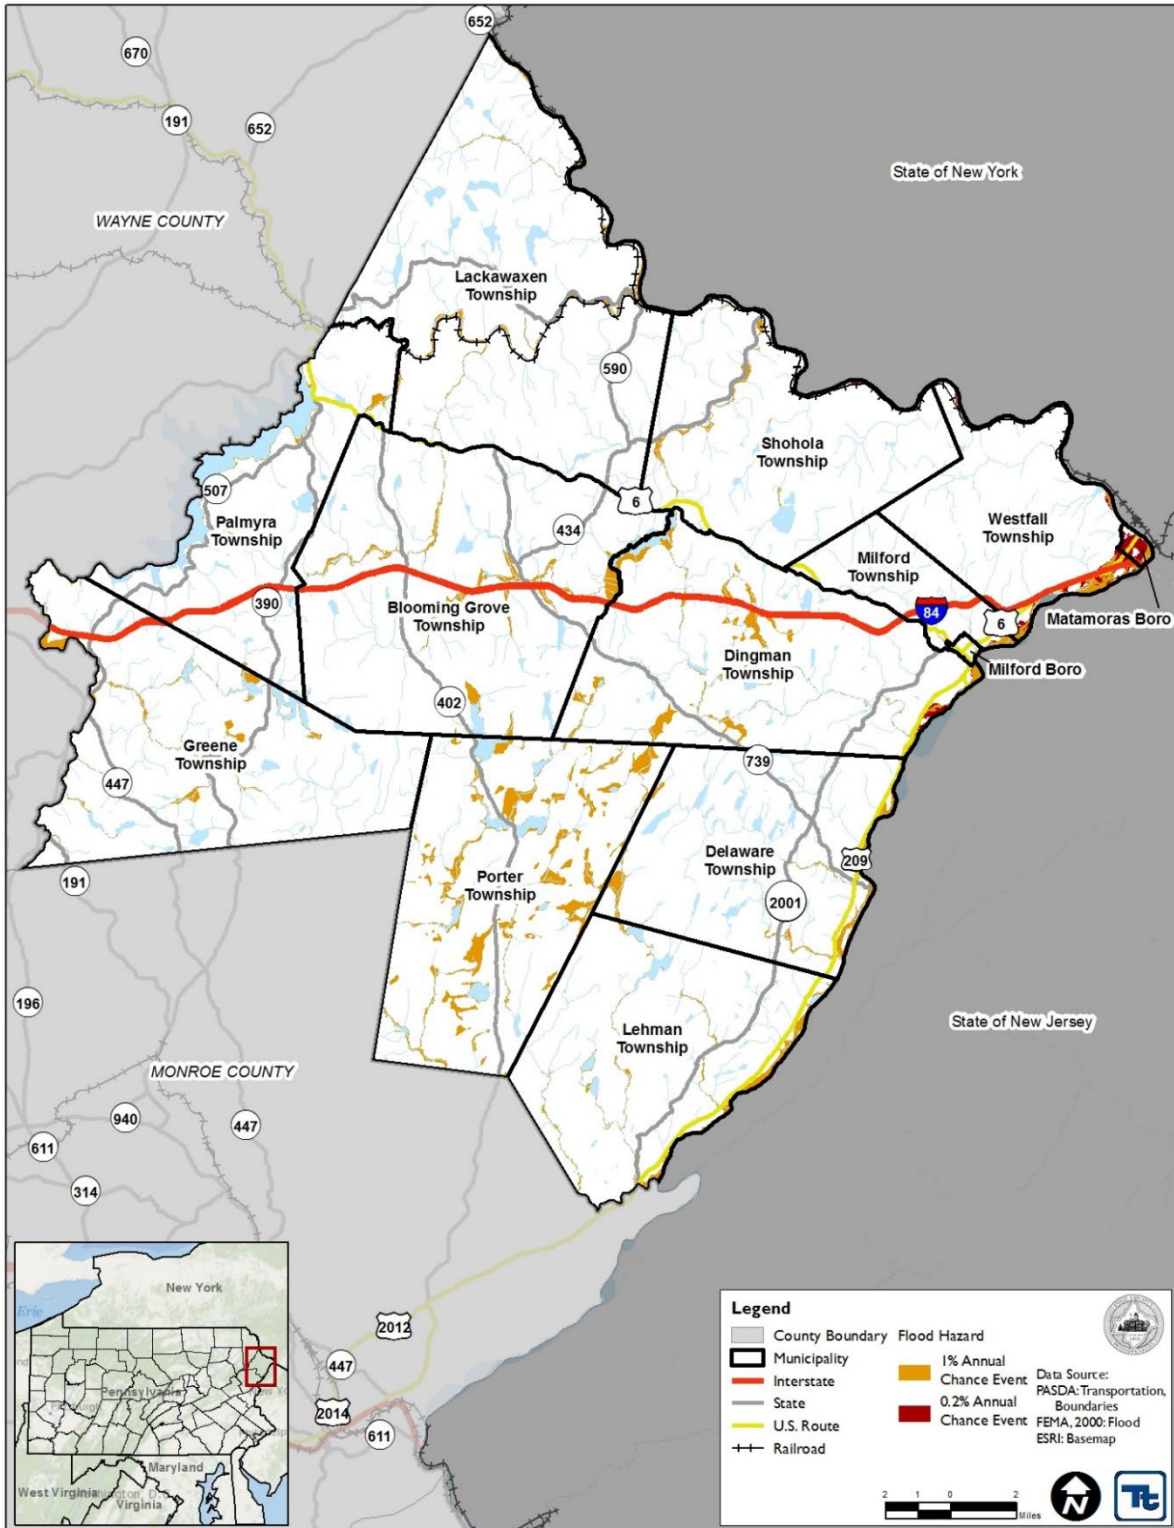 652
670
191
652
State of New York
WAYNE COUNTY
Lackawaxen
Township
590
Shohola
Township
507
6
Palmyra
Township
434
Westfall
Township
Milford
Township
390
Blooming Grove
Township
84
6
Matamoras Boro
Dingman
Township
Milford Boro
402
Greene
Township
739
447
Delaware
Township
209
191
Porter
Township
2001
196
State of New Jersey
Lehman
Township
MONROE COUNTY
940
447
611
314
2012
447
2014
611
New York
Erie
Pennsylvania
Maryland
West Virginia
Virginia
Legend
County Boundary
Municipality
Interstate
State
U.S. Route
Railroad
Flood Hazard
1% Annual
Chance Event
0.2% Annual
Chance Event
Data Source:
PASDA: Transportation,
Boundaries
FEMA, 2000: Flood
ESRI: Basemap
2 1 0 2
Miles
N
Tt